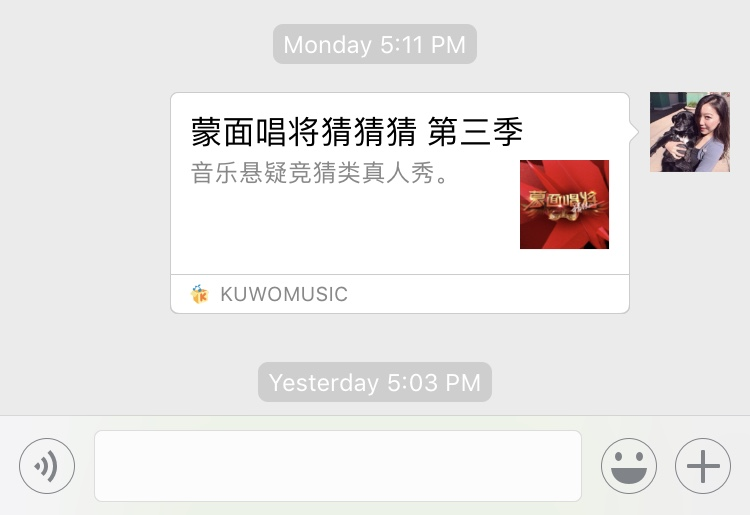 Monday 5:11 PM
蒙面唱将猜猜猜 第三季
音乐悬疑竞猜类真人秀。
蒙面唱将
KUWOMUSIC
Yesterday 5:03 PM